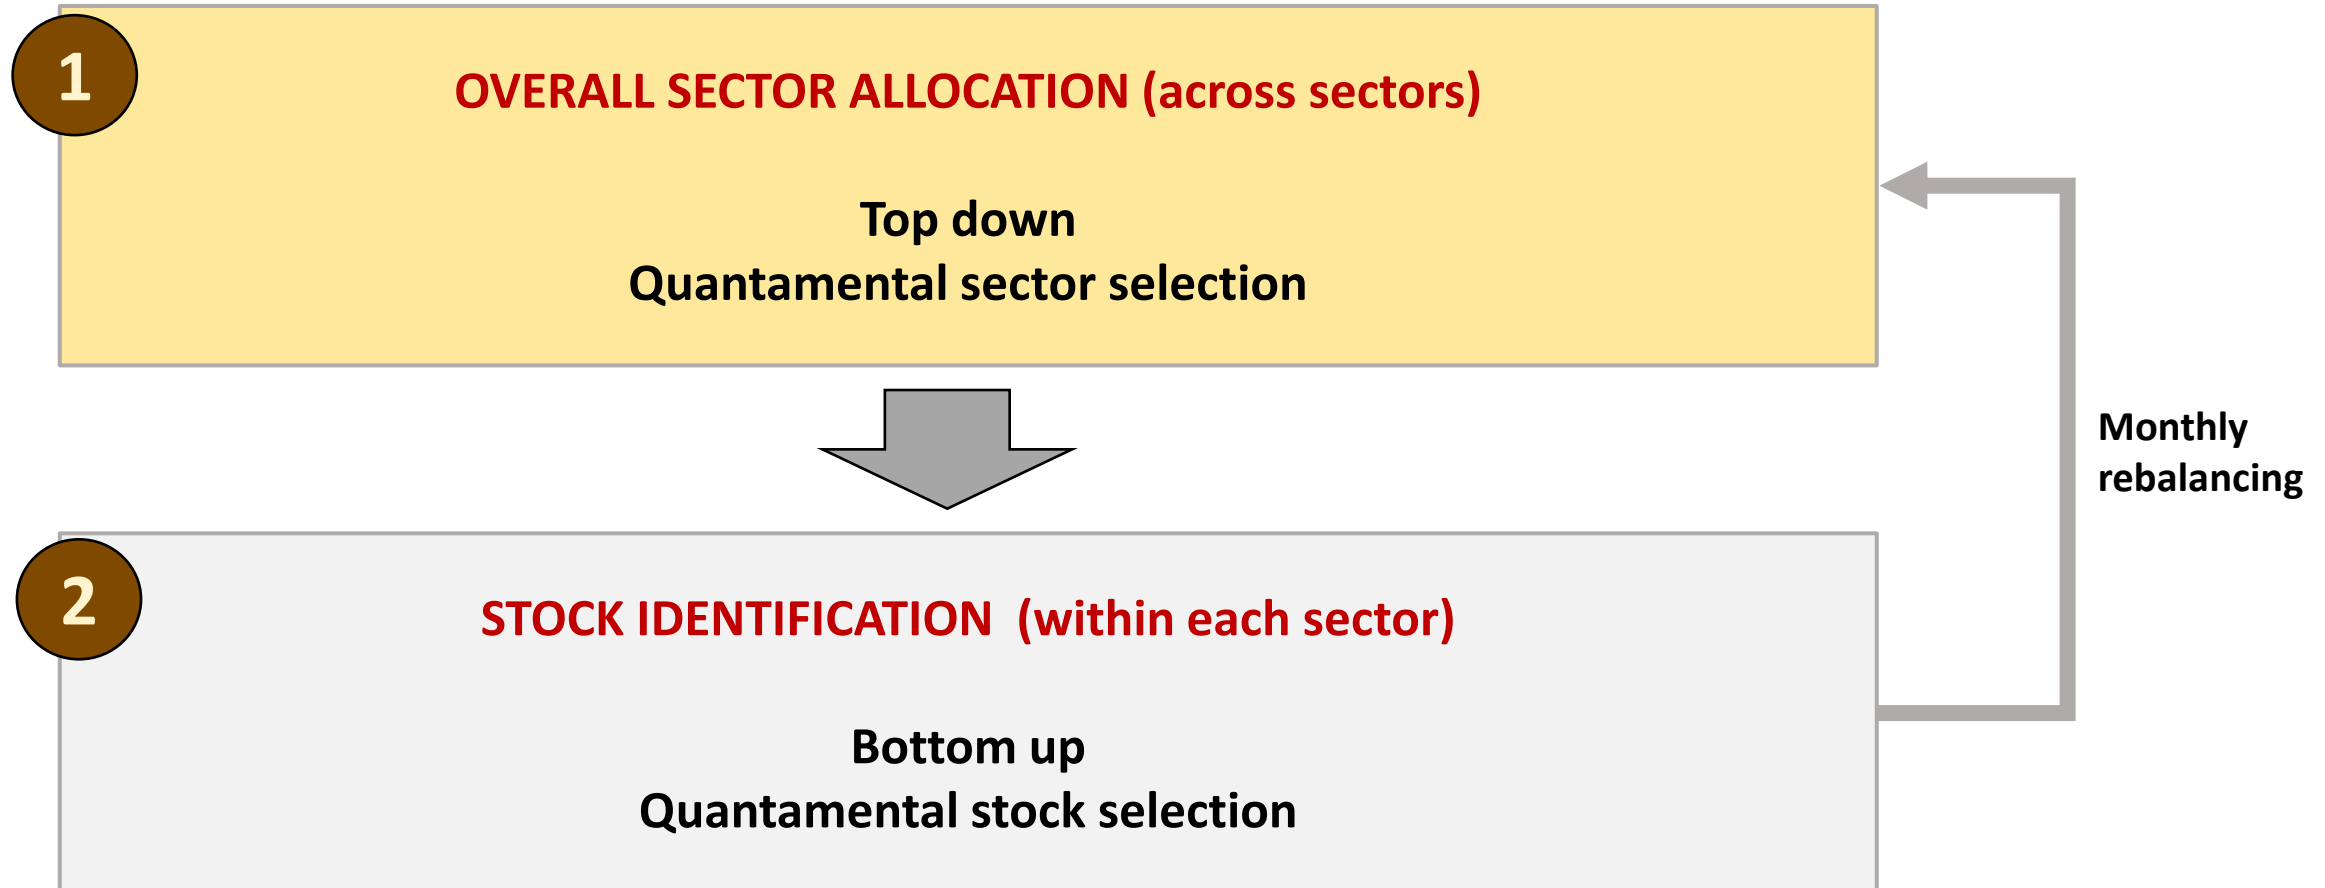 1
OVERALL SECTOR ALLOCATION (across sectors)
Top down
Quantamental sector selection
Monthly
rebalancing
2
STOCK IDENTIFICATION  (within each sector)
Bottom up
Quantamental stock selection